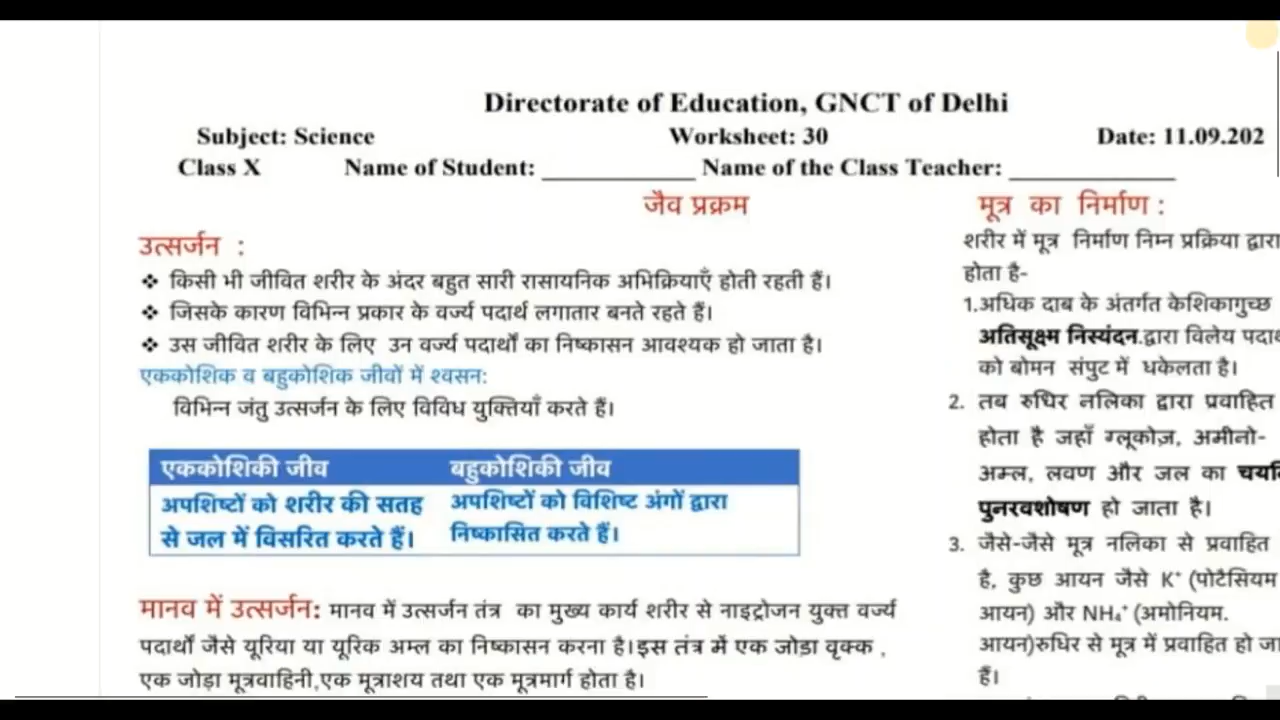 Directorate of Education, GNCT of Delhi
Subject: Science Worksheet: 30 Date: 11.09.202
Class X Name of Student: ____________ Name of the Class Teacher: _____________
जैव प्रक्रम
उत्सर्जन :
❖ किसी भी जीवित शरीर के अंदर बहुत सारी रासायनिक अभिक्रियाएँ होती रहती हैं।
❖ जिसके कारण विभिन्न प्रकार के वर्ज्य पदार्थ लगातार बनते रहते हैं।
❖ उस जीवित शरीर के लिए उन वर्ज्य पदार्थों का निष्कासन आवश्यक हो जाता है।
एककोशिक व बहुकोशिक जीवों में श्वसन:
विभिन्न जंतु उत्सर्जन के लिए विविध युक्तियाँ करते हैं।
एककोशिकी जीव बहुकोशिकी जीव
अपशिष्टों को शरीर की सतह अपशिष्टों को विशिष्ट अंगों द्वारा
से जल में विसरित करते हैं। निष्कासित करते हैं।
मानव में उत्सर्जन: मानव में उत्सर्जन तंत्र का मुख्य कार्य शरीर से नाइट्रोजन युक्त वर्ज्य
पदार्थों जैसे यूरिया या यूरिक अम्ल का निष्कासन करना है।इस तंत्र में एक जोड़ा वृक्क ,
एक जोड़ा मूत्रवाहिनी,एक मूत्राशय तथा एक मूत्रमार्ग होता है।
मूत्र का निर्माण :
शरीर में मूत्र निर्माण निम्न प्रक्रिया द्वारा
होता है-
1.अधिक दाब के अंतर्गत केशिकागुच्छ
अतिसूक्ष्म निस्यंदन.द्वारा विलेय
को बोमन संपुट में धकेलता है।
2. तब रुधिर नलिका द्वारा प्रवाहित
होता है जहाँ ग्लूकोज़, अमीनो-
अम्ल, लवण और जल का
पुनरवशोषण हो जाता है।
3. जैसे-जैसे मूत्र नलिका से प्रवाहित
है, कुछ आयन जैसे K⁺ (पोटैसियम
आयन) और NH₄⁺ (अमोनियम.
आयन)रुधिर से मूत्र में प्रवाहित हो
हैं।